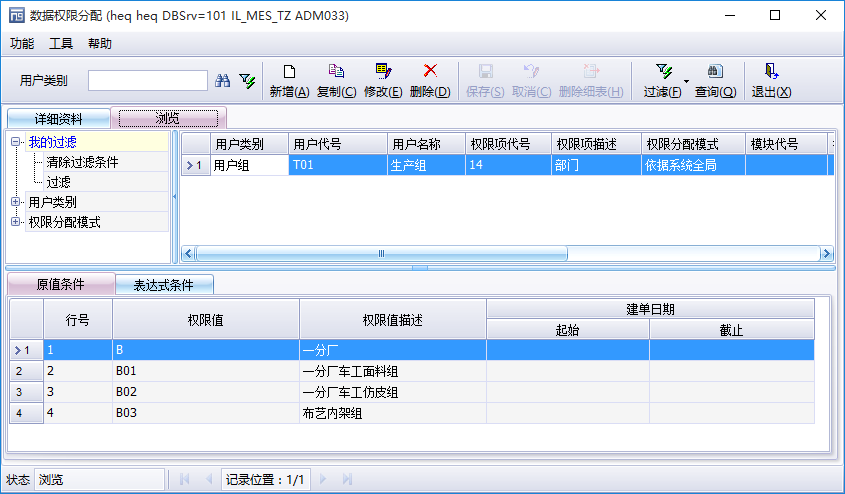 数据权限分配 (heq heq DBSrv=101 IL_MES_TZ ADM033)
功能 工具 帮助
用户类别 新增(A) 复制(C) 修改(E) 删除(D) 保存(S) 取消(C) 删除细表(H) 过滤(F) 查询(Q) 退出(X)
详细资料 浏览
我的过滤
清除过滤条件
过滤
用户类别
权限分配模式
用户类别 用户代号 用户名称 权限项代号 权限项描述 权限分配模式 模块代号
1 用户组 T01 生产组 14 部门 依据系统全局
原值条件 表达式条件
行号 权限值 权限值描述 建单日期
起始 截止
1 1 B 一分厂
2 2 B01 一分厂车工面料组
3 3 B02 一分厂车工仿皮组
4 4 B03 布艺内架组
状态 浏览 记录位置：1/1